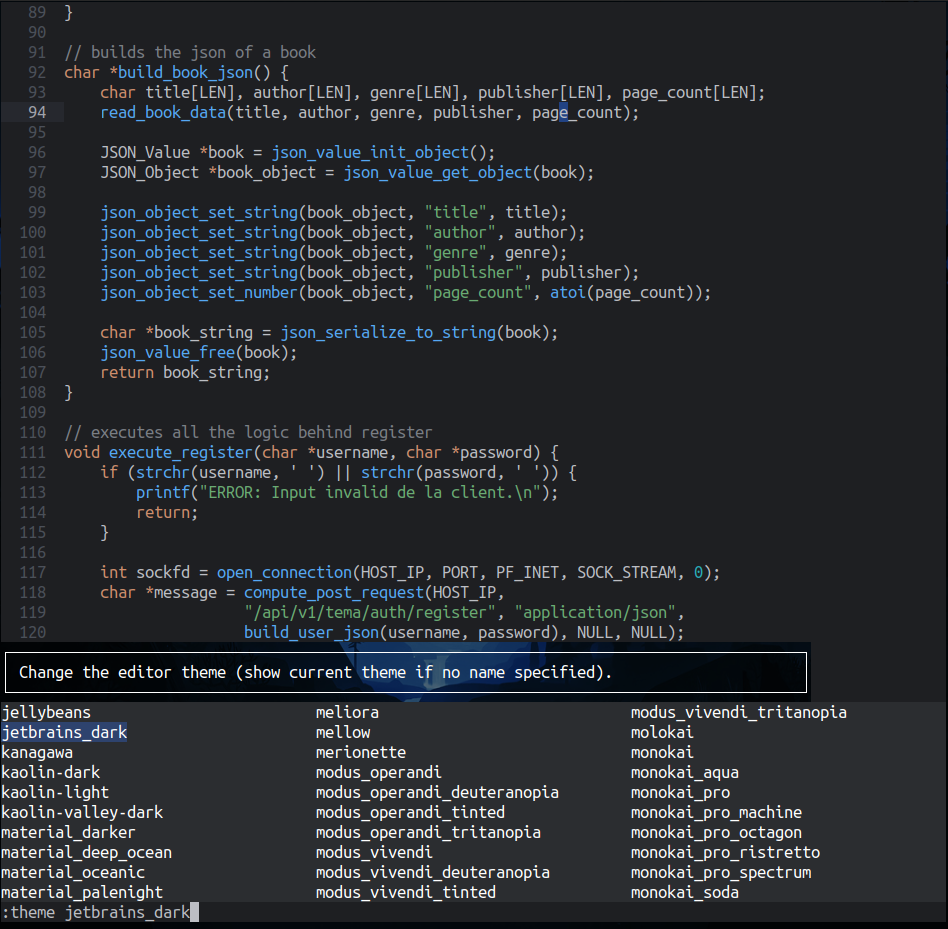 89 }
90
91 // builds the json of a book
92 char *build_book_json() {
93     char title[LEN], author[LEN], genre[LEN], publisher[LEN], page_count[LEN];
94     read_book_data(title, author, genre, publisher, page_count);
95
96     JSON_Value *book = json_value_init_object();
97     JSON_Object *book_object = json_value_get_object(book);
98
99     json_object_set_string(book_object, "title", title);
100     json_object_set_string(book_object, "author", author);
101     json_object_set_string(book_object, "genre", genre);
102     json_object_set_string(book_object, "publisher", publisher);
103     json_object_set_number(book_object, "page_count", atoi(page_count));
104
105     char *book_string = json_serialize_to_string(book);
106     json_value_free(book);
107     return book_string;
108 }
109
110 // executes all the logic behind register
111 void execute_register(char *username, char *password) {
112     if (strchr(username, ' ') || strchr(password, ' ')) {
113         printf("ERROR: Input invalid de la client.\n");
114         return;
115     }
116
117     int sockfd = open_connection(HOST_IP, PORT, PF_INET, SOCK_STREAM, 0);
118     char *message = compute_post_request(HOST_IP,
119                     "/api/v1/tema/auth/register", "application/json",
120                     build_user_json(username, password), NULL, NULL);
Change the editor theme (show current theme if no name specified).
jellybeans meliora modus_vivendi_tritanopia
jetbrains_dark mellow molokai
kanagawa merionette monokai
kaolin-dark modus_operandi monokai_aqua
kaolin-light modus_operandi_deuteranopia monokai_pro
kaolin-valley-dark modus_operandi_tinted monokai_pro_machine
material_darker modus_operandi_tritanopia monokai_pro_octagon
material_deep_ocean modus_vivendi monokai_pro_ristretto
material_oceanic modus_vivendi_deuteranopia monokai_pro_spectrum
material_palenight modus_vivendi_tinted monokai_soda
:theme jetbrains_dark